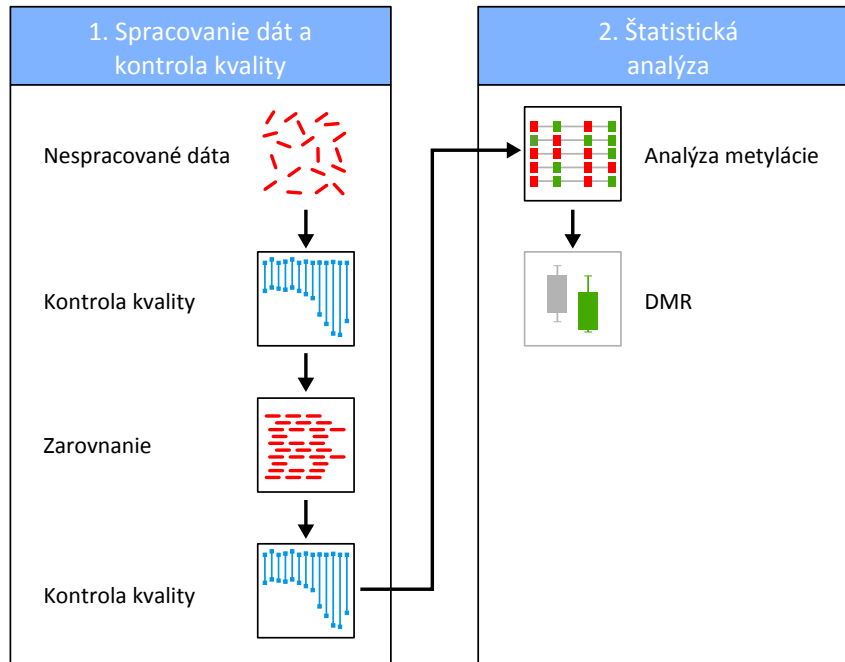 1. Spracovanie dát a
kontrola kvality
Nespracované dáta
Kontrola kvality
Zarovnanie
Kontrola kvality
2. Štatistická
analýza
Analýza metylácie
DMR